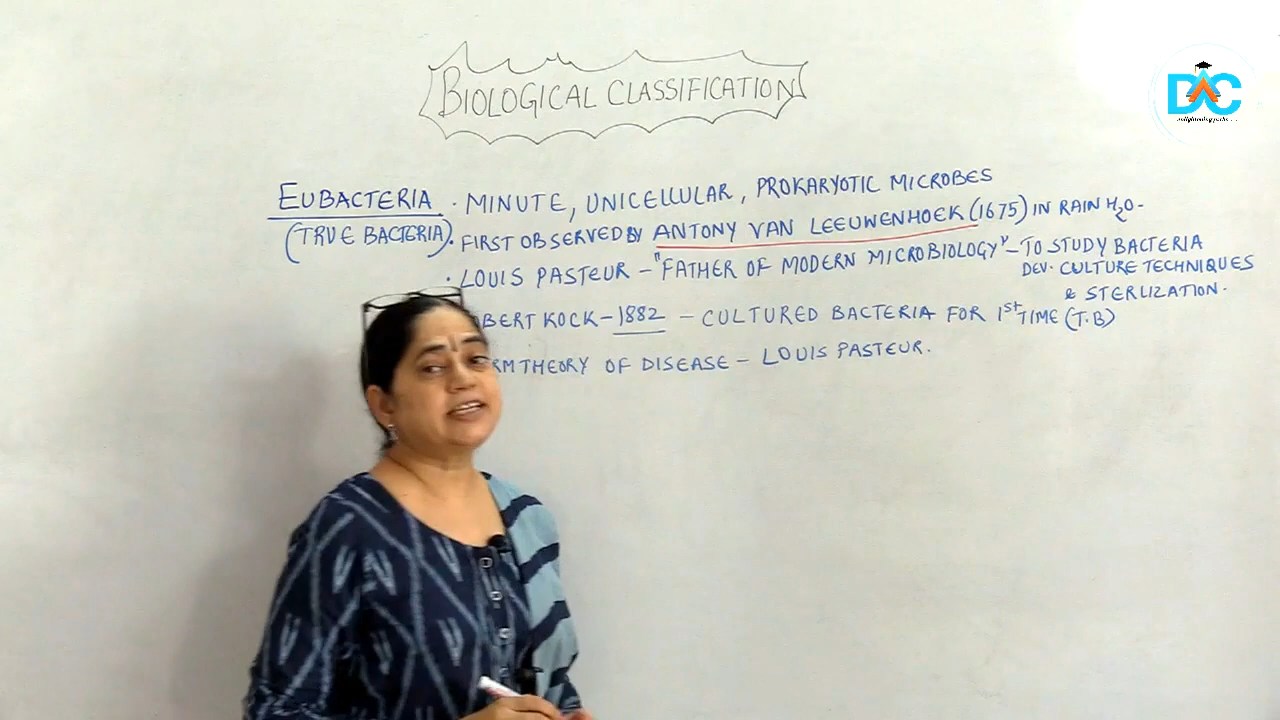 BIOLOGICAL CLASSIFICATION
DAC
EUBACTERIA · MINUTE, UNICELLULAR, PROKARYOTIC MICROBES
(TRUE BACTERIA) · FIRST OBSERVED BY ANTONY VAN LEEUWENHOEK (1675) IN RAIN H2O-
· LOUIS PASTEUR - "FATHER OF MODERN MICROBIOLOGY" - TO STUDY BACTERIA
DEV. CULTURE TECHNIQUES
& STERLIZATION.
OBERT KOCK - 1882 - CULTURED BACTERIA FOR 1st TIME (T.B)
RM THEORY OF DISEASE - LOUIS PASTEUR.